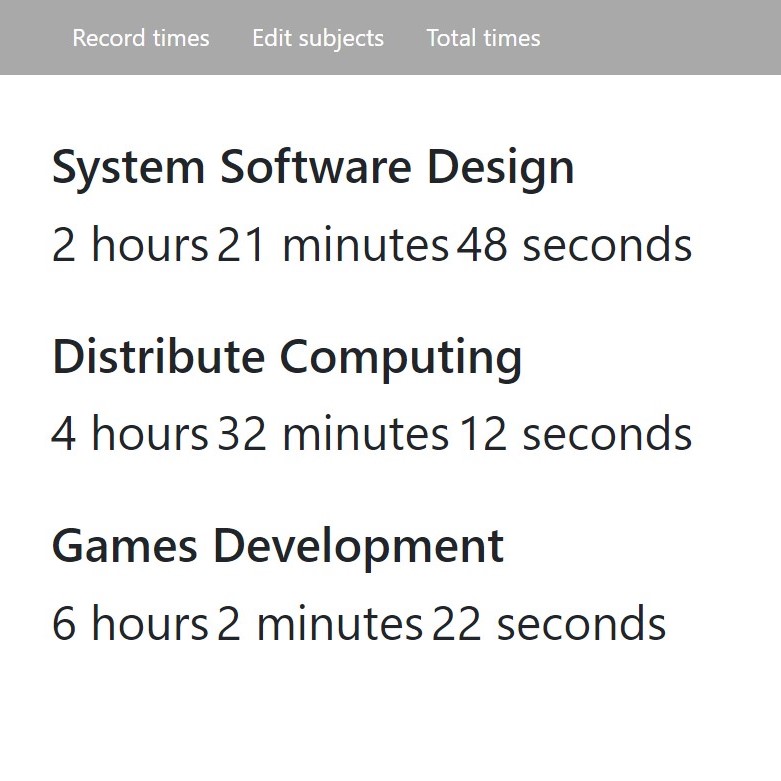 Record times Edit subjects Total times
System Software Design
2 hours 21 minutes 48 seconds
Distribute Computing
4 hours 32 minutes 12 seconds
Games Development
6 hours 2 minutes 22 seconds